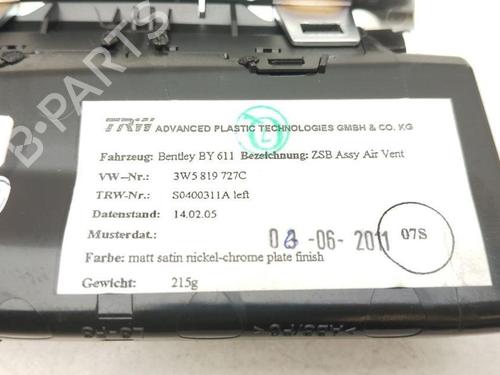 TRW ADVANCED PLASTIC TECHNOLOGIES GMBH & CO. KG
Fahrzeug: Bentley BY 611 Bezeichnung: ZSB Assy Air Vent
VW-Nr.: 3W5 819 727C
TRW-Nr.: S0400311A left
Datenstand: 14.02.05
Musterdat.: -06-2011 07S
Farbe: matt satin nickel-chrome plate finish
Gewicht: 215g
>ABS/PC<
B-PARTS